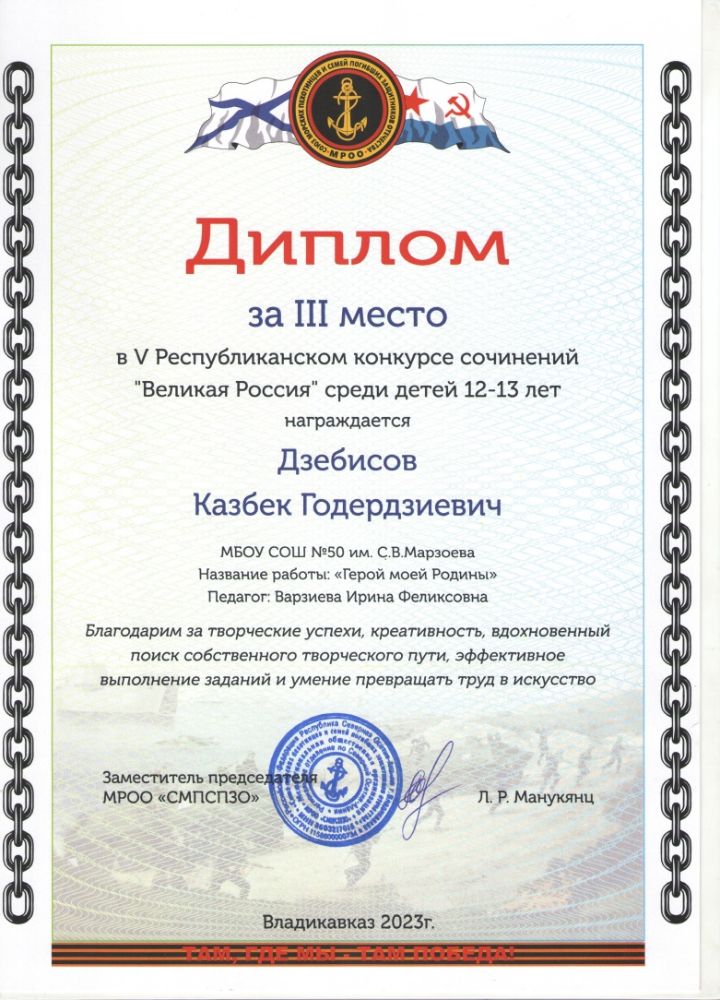 СОЮЗ МОРСКИХ ПЕХОТИНЦЕВ И СЕМЕЙ ПОГИБШИХ ЗАЩИТНИКОВ ОТЕЧЕСТВА
МРОО
Диплом
за III место
в V Республиканском конкурсе сочинений
"Великая Россия" среди детей 12-13 лет
награждается
Дзебисов
Казбек Годердзиевич
МБОУ СОШ №50 им. С.В.Марзоева
Название работы: «Герой моей Родины»
Педагог: Варзиева Ирина Феликсовна
Благодарим за творческие успехи, креативность, вдохновенный
поиск собственного творческого пути, эффективное
выполнение заданий и умение превращать труд в искусство
Заместитель председателя
МРОО «СМПСПЗО»
Л. Р. Манукянц
Владикавказ 2023г.
ТАМ, ГДЕ МЫ - ТАМ ПОБЕДА!